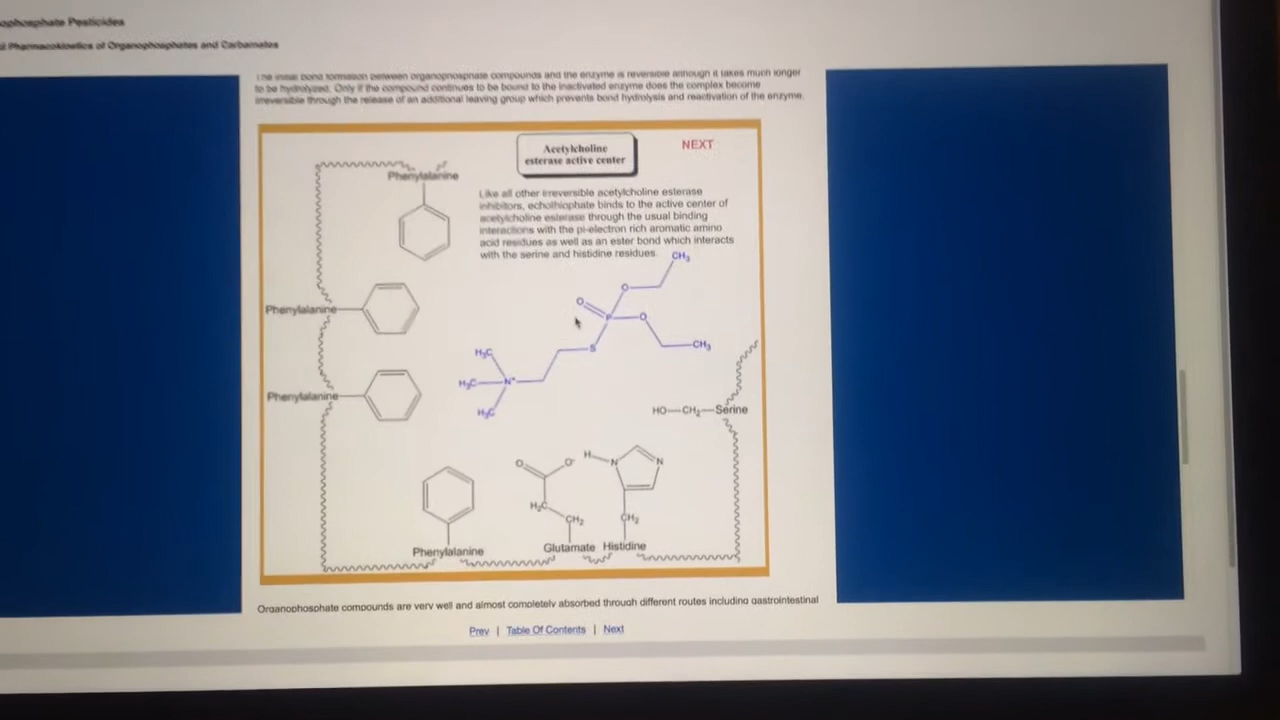 ophosphate Pesticides
Pharmacokinetics of Organophosphates and Carbamates
The initial bond formation between organophosphate compounds and the enzyme is reversible although it takes much longer
to be hydrolyzed. Only if the compound continues to be bound to the inactivated enzyme does the complex become
irreversible through the release of an additional leaving group which prevents bond hydrolysis and reactivation of the enzyme.
Acetylcholine
esterase active center
NEXT
Phenylalanine
Like all other irreversible acetylcholine esterase
inhibitors, echothiophate binds to the active center of
acetylcholine esterase through the usual binding
interactions with the pi-electron rich aromatic amino
acid residues as well as an ester bond which interacts
with the serine and histidine residues.
CH3
O
O
Phenylalanine
P
O
S
CH3
H3C
H3C
N+
H3C
Phenylalanine
HO—CH2—Serine
O
O-
H
N
N
H2C
CH2
CH2
Phenylalanine
Glutamate
Histidine
Organophosphate compounds are very well and almost completely absorbed through different routes including gastrointestinal
Prev | Table Of Contents | Next